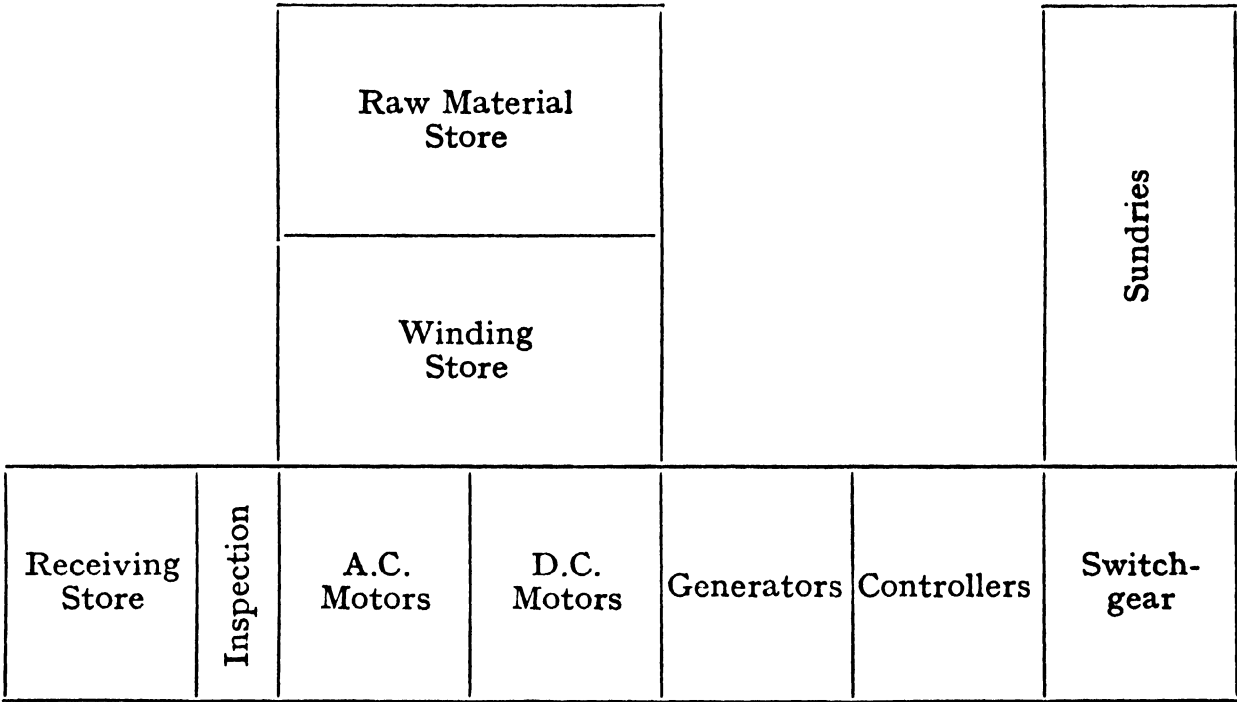 Raw Material
Store
Sundries
Winding
Store
Receiving
Store
Inspection
A.C.
Motors
D.C.
Motors
Generators
Controllers
Switch-
gear